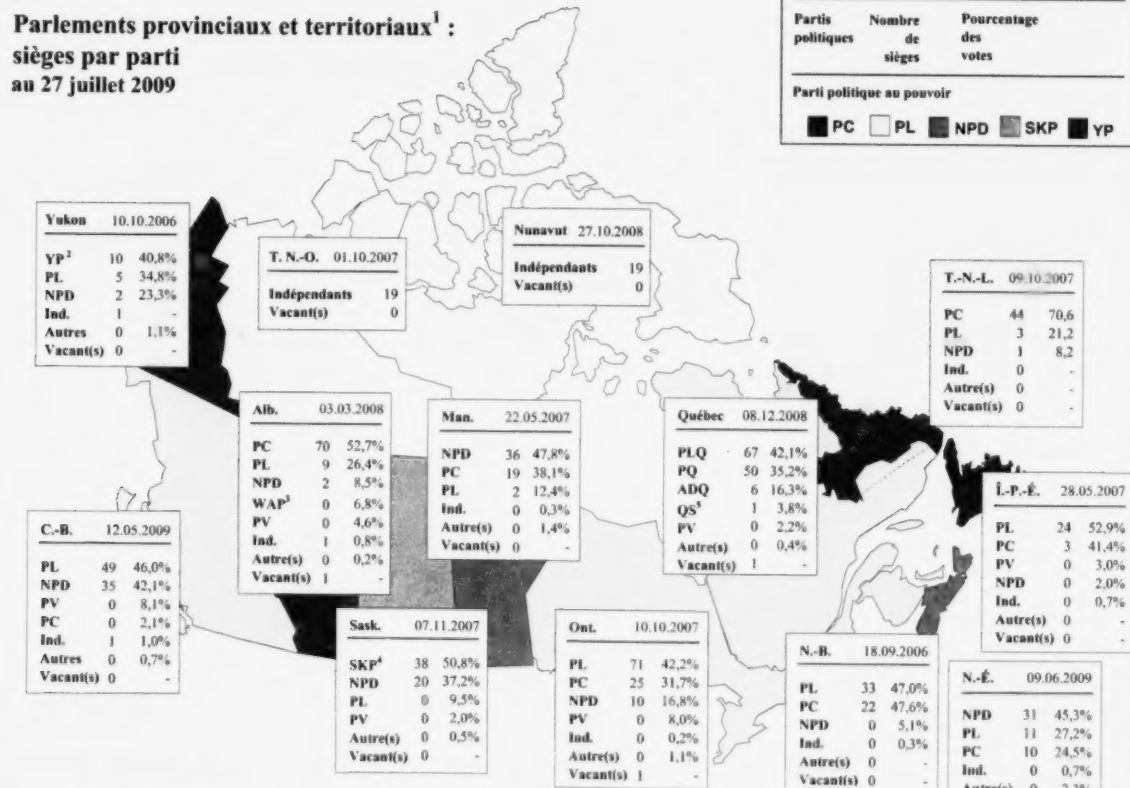 Parlements provinciaux et territoriaux¹ :
sièges par parti
au 27 juillet 2009
Partis politiques Nombre de sièges Pourcentage des votes
Parti politique au pouvoir
PC PL NPD SKP YP
Yukon 10.10.2006
YP² 10 40,8%
PL 5 34,8%
NPD 2 23,3%
Ind. 1 -
Autres 0 1,1%
Vacant(s) 0 -
T. N.-O. 01.10.2007
Indépendants 19
Vacant(s) 0
Nunavut 27.10.2008
Indépendants 19
Vacant(s) 0
T.-N.-L. 09.10.2007
PC 44 70,6
PL 3 21,2
NPD 1 8,2
Ind. 0 -
Autre(s) 0 -
Vacant(s) 0 -
Alb. 03.03.2008
PC 70 52,7%
PL 9 26,4%
NPD 2 8,5%
WAP³ 0 6,8%
PV 0 4,6%
Ind. 1 0,8%
Autre(s) 0 0,2%
Vacant(s) 1 -
Man. 22.05.2007
NPD 36 47,8%
PC 19 38,1%
PL 2 12,4%
Ind. 0 0,3%
Autre(s) 0 1,4%
Vacant(s) 0 -
Québec 08.12.2008
PLQ 67 42,1%
PQ 50 35,2%
ADQ 6 16,3%
QS⁵ 1 3,8%
PV 0 2,2%
Autre(s) 0 0,4%
Vacant(s) 1 -
Î.-P.-É. 28.05.2007
PL 24 52,9%
PC 3 41,4%
PV 0 3,0%
NPD 0 2,0%
Ind. 0 0,7%
Autre(s) 0 -
Vacant(s) 0 -
C.-B. 12.05.2009
PL 49 46,0%
NPD 35 42,1%
PV 0 8,1%
PC 0 2,1%
Ind. 1 1,0%
Autres 0 0,7%
Vacant(s) 0 -
Sask. 07.11.2007
SKP⁴ 38 50,8%
NPD 20 37,2%
PL 0 9,5%
PV 0 2,0%
Autre(s) 0 0,5%
Vacant(s) 0 -
Ont. 10.10.2007
PL 71 42,2%
PC 25 31,7%
NPD 10 16,8%
PV 0 8,0%
Ind. 0 0,2%
Autre(s) 0 1,1%
Vacant(s) 1 -
N.-B. 18.09.2006
PL 33 47,0%
PC 22 47,6%
NPD 0 5,1%
Ind. 0 0,3%
Autre(s) 0 -
Vacant(s) 0 -
N.-É. 09.06.2009
NPD 31 45,3%
PL 11 27,2%
PC 10 24,5%
Ind. 0 0,7%
Autre(s) 0